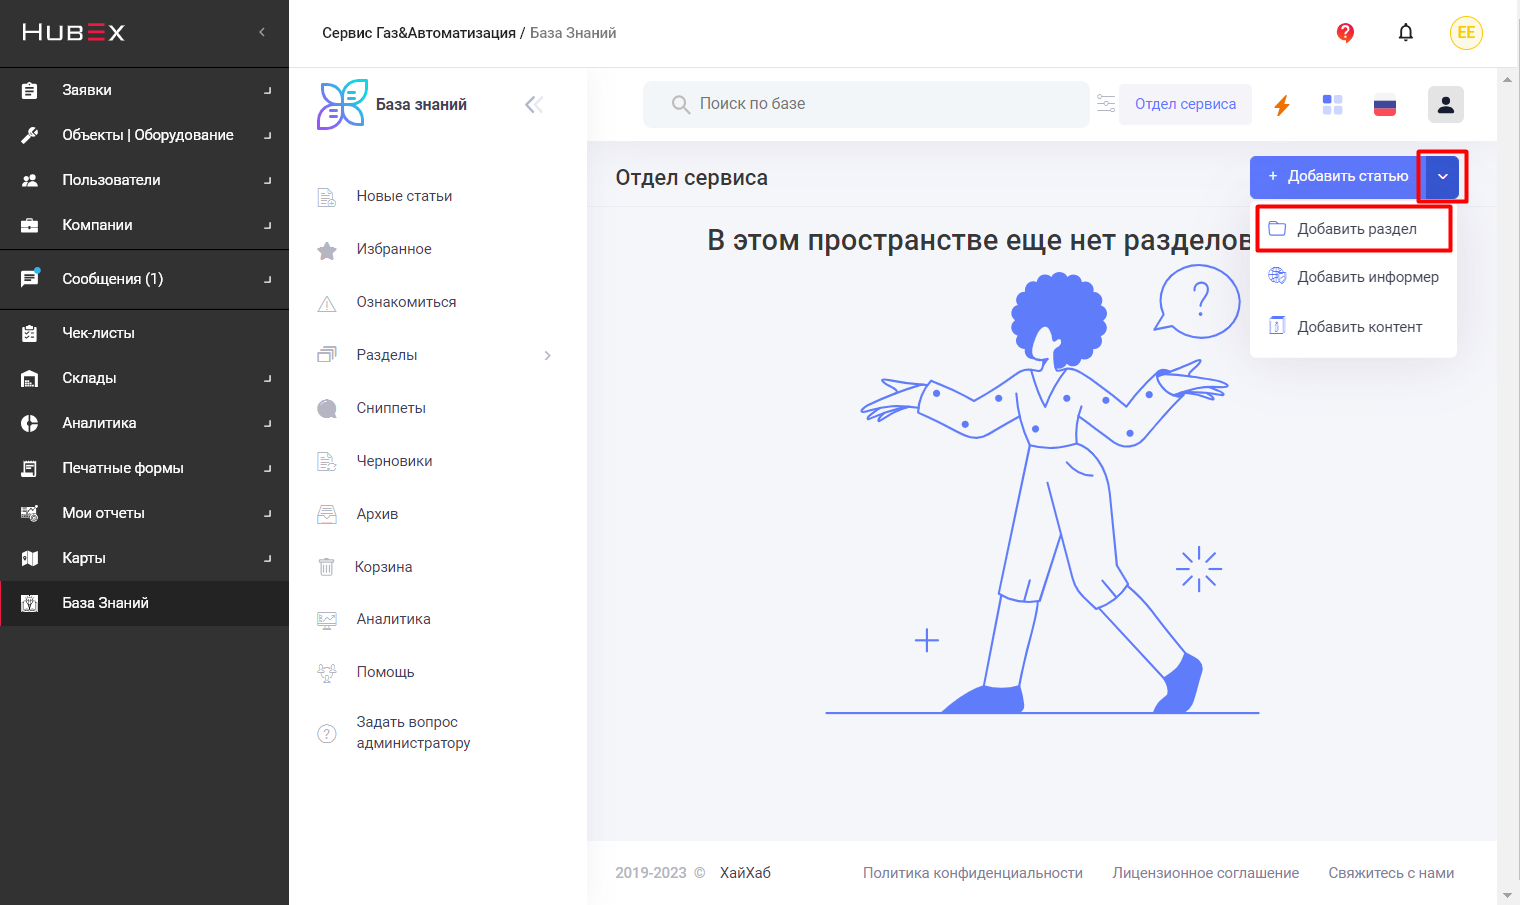 HUBEX
Сервис Газ&Автоматизация / База Знаний
EE
Заявки
Объекты | Оборудование
Пользователи
Компании
Сообщения (1)
Чек-листы
Склады
Аналитика
Печатные формы
Мои отчеты
Карты
База Знаний
База знаний
Новые статьи
Избранное
Ознакомиться
Разделы
Сниппеты
Черновики
Архив
Корзина
Аналитика
Помощь
Задать вопрос
администратору
Поиск по базе
Отдел сервиса
Отдел сервиса
+ Добавить статью
Добавить раздел
Добавить информер
Добавить контент
В этом пространстве еще нет разделов
?
2019-2023 © ХайХаб
Политика конфиденциальности
Лицензионное соглашение
Свяжитесь с нами